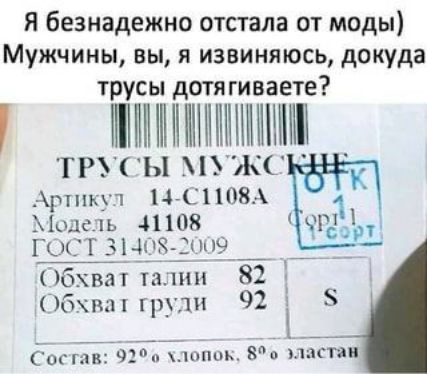 Я безнадежно отстала от моды)
Мужчины, вы, я извиняюсь, докуда
трусы дотягиваете?
ТРУСЫ МУЖСКИЕ
Артикул 14-С1108А
Модель 41108 Сорт 1
ГОСТ 31408-2009
ОТК
1
1 сорт
Обхват талии 82
Обхват груди 92
S
Состав: 92% хлопок, 8% эластан